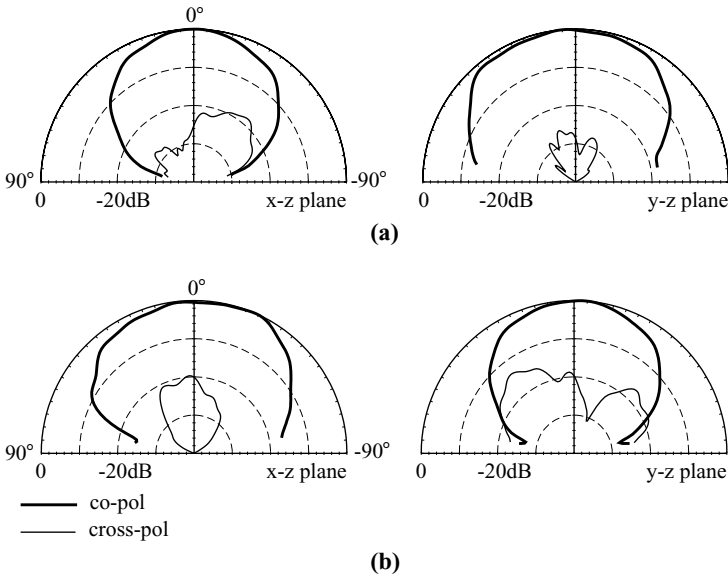 0°
90°
-90°
0
-20dB
x-z plane
0
-20dB
y-z plane
(a)
0°
90°
-90°
0
-20dB
x-z plane
0
-20dB
y-z plane
co-pol
cross-pol
(b)